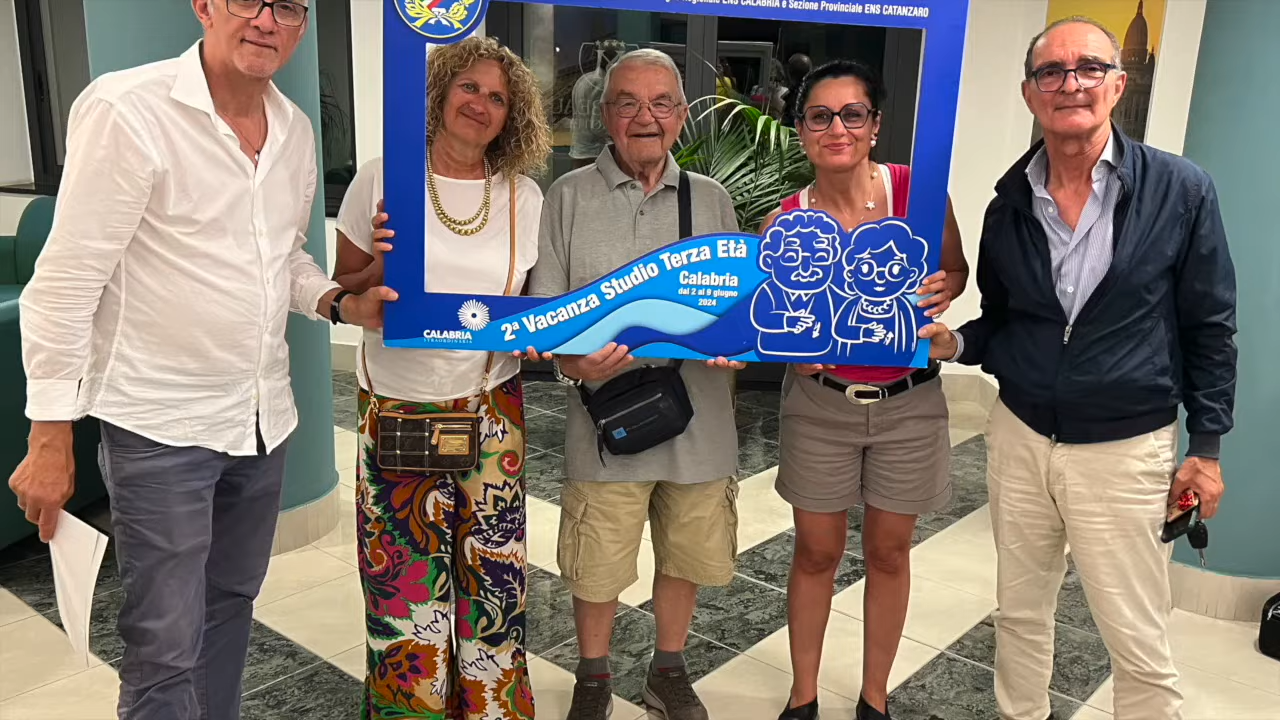 Regionale ENS CALABRIA e Sezione Provinciale ENS CATANZARO
2ª Vacanza Studio Terza Età
Calabria
dal 2 al 9 giugno
2024
CALABRIA
STRAORDINARIA